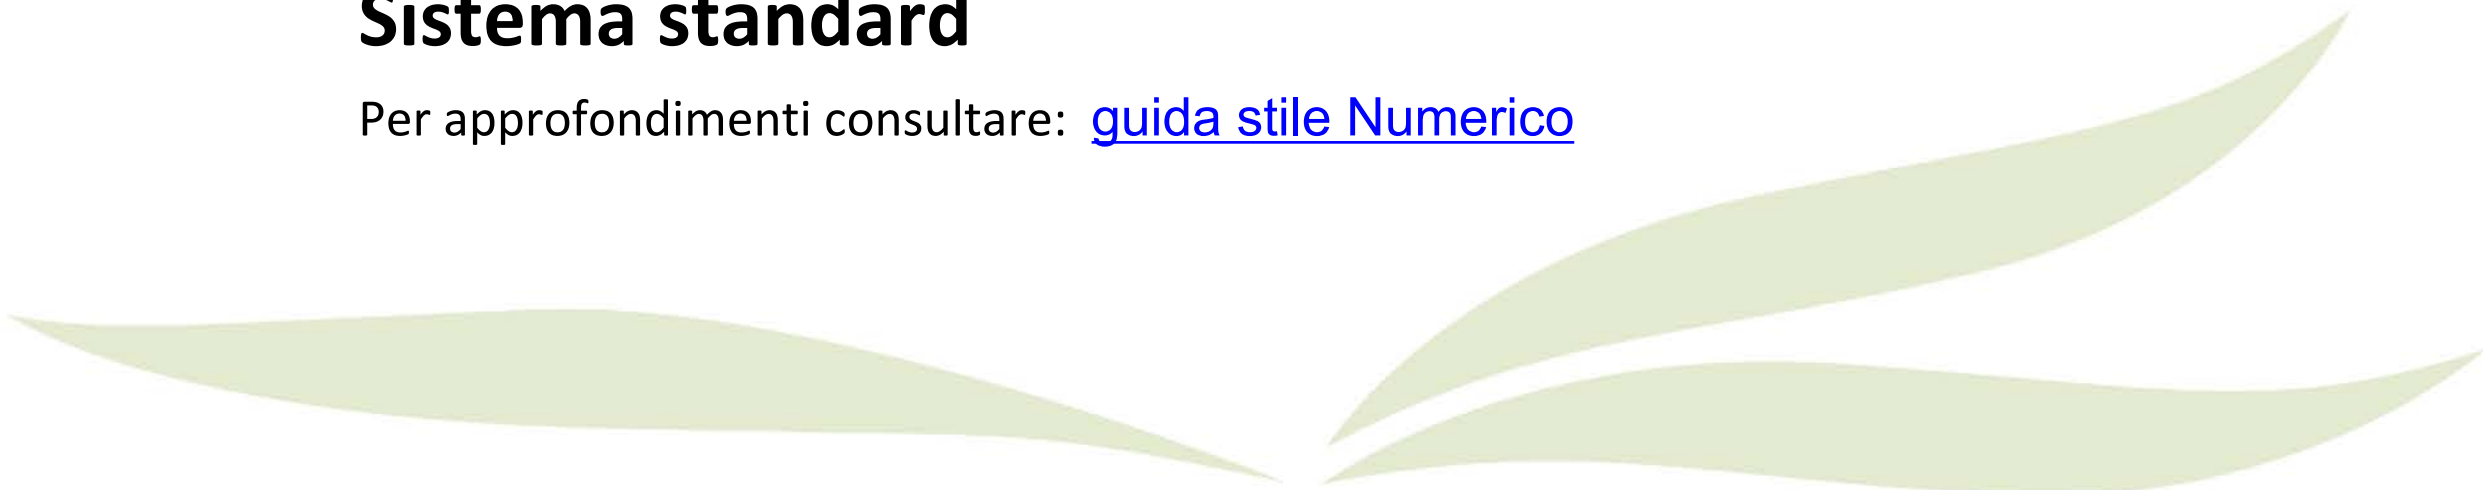 Sistema standard
Per approfondimenti consultare: guida stile Numerico